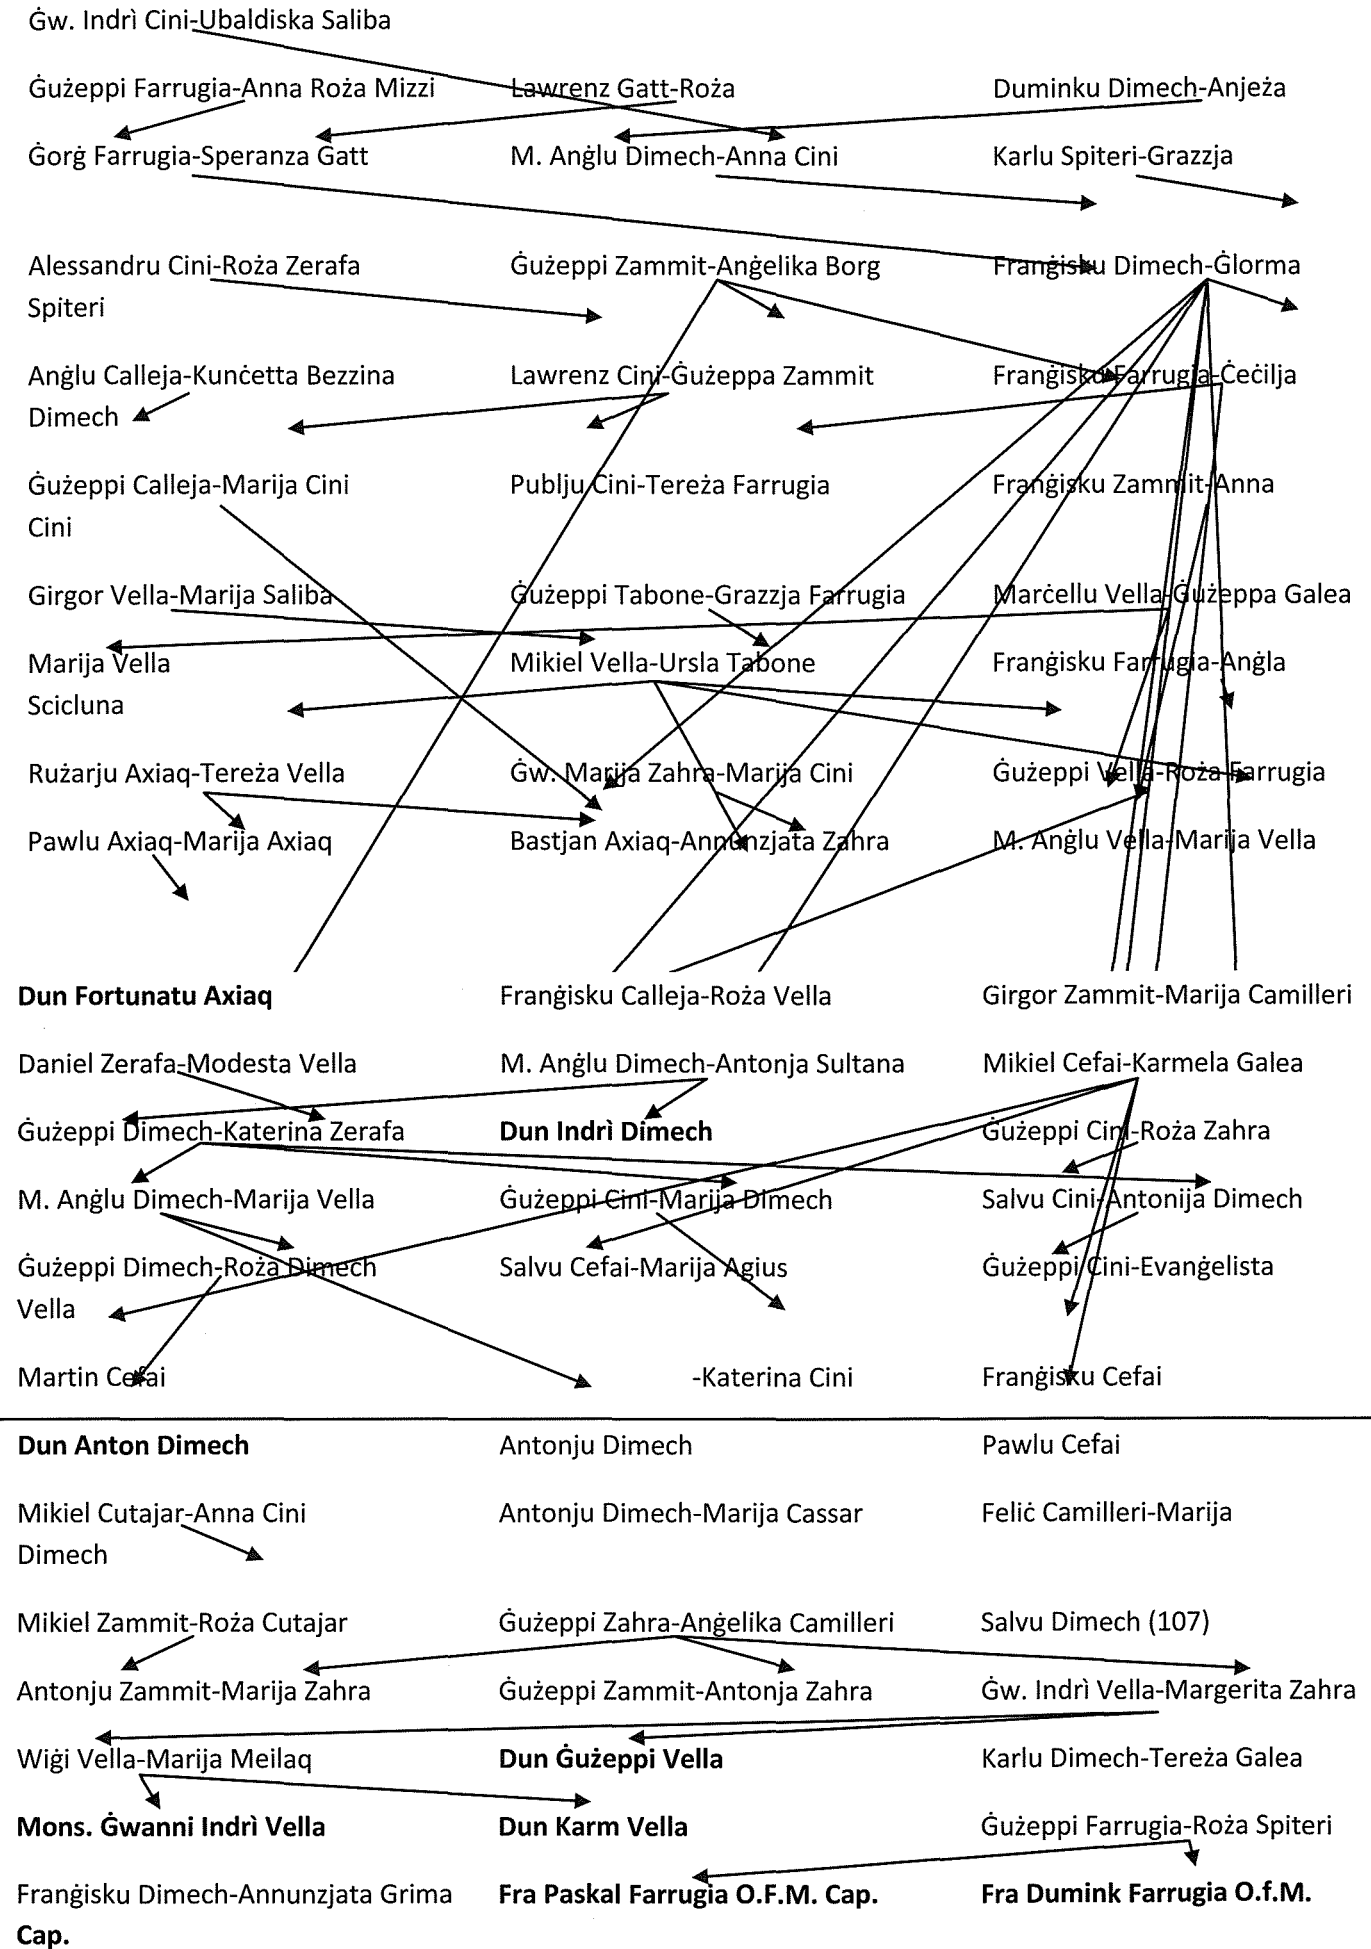 Ġw. Indrì Cini-Ubaldiska Saliba
Ġużeppi Farrugia-Anna Roża Mizzi Lawrenz Gatt-Roża Duminku Dimech-Anjeża
Ġorġ Farrugia-Speranza Gatt M. Anġlu Dimech-Anna Cini Karlu Spiteri-Grazzja
Alessandru Cini-Roża Zerafa Ġużeppi Zammit-Anġelika Borg Franġisku Dimech-Ġlorma
Spiteri
Anġlu Calleja-Kunċetta Bezzina Lawrenz Cini-Ġużeppa Zammit Franġisku Farrugia-Ċeċilja
Dimech
Ġużeppi Calleja-Marija Cini Publju Cini-Tereża Farrugia Franġisku Zammit-Anna
Cini
Girgor Vella-Marija Saliba Ġużeppi Tabone-Grazzja Farrugia Marċellu Vella-Ġużeppa Galea
Marija Vella Mikiel Vella-Ursla Tabone Franġisku Farrugia-Anġla
Scicluna
Rużarju Axiaq-Tereża Vella Ġw. Marija Zahra-Marija Cini Ġużeppi Vella-Roża Farrugia
Pawlu Axiaq-Marija Axiaq Bastjan Axiaq-Annunzjata Zahra M. Anġlu Vella-Marija Vella
Dun Fortunatu Axiaq Franġisku Calleja-Roża Vella Girgor Zammit-Marija Camilleri
Daniel Zerafa-Modesta Vella M. Anġlu Dimech-Antonja Sultana Mikiel Cefai-Karmela Galea
Ġużeppi Dimech-Katerina Zerafa Dun Indrì Dimech Ġużeppi Cini-Roża Zahra
M. Anġlu Dimech-Marija Vella Ġużeppi Cini-Marija Dimech Salvu Cini-Antonija Dimech
Ġużeppi Dimech-Roża Dimech Salvu Cefai-Marija Agius Ġużeppi Cini-Evanġelista
Vella
Martin Cefai -Katerina Cini Franġisku Cefai
Dun Anton Dimech Antonju Dimech Pawlu Cefai
Mikiel Cutajar-Anna Cini Antonju Dimech-Marija Cassar Feliċ Camilleri-Marija
Dimech
Mikiel Zammit-Roża Cutajar Ġużeppi Zahra-Anġelika Camilleri Salvu Dimech (107)
Antonju Zammit-Marija Zahra Ġużeppi Zammit-Antonja Zahra Ġw. Indrì Vella-Margerita Zahra
Wiġi Vella-Marija Meilaq Dun Ġużeppi Vella Karlu Dimech-Tereża Galea
Mons. Ġwanni Indrì Vella Dun Karm Vella Ġużeppi Farrugia-Roża Spiteri
Franġisku Dimech-Annunzjata Grima Fra Paskal Farrugia O.F.M. Cap. Fra Dumink Farrugia O.f.M.
Cap.